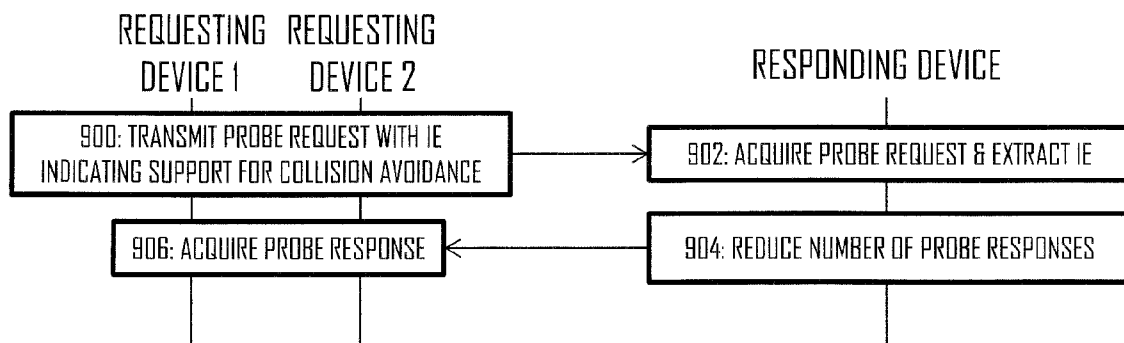 REQUESTING DEVICE 1
REQUESTING DEVICE 2
RESPONDING DEVICE
900: TRANSMIT PROBE REQUEST WITH IE
INDICATING SUPPORT FOR COLLISION AVOIDANCE
902: ACQUIRE PROBE REQUEST & EXTRACT IE
906: ACQUIRE PROBE RESPONSE
904: REDUCE NUMBER OF PROBE RESPONSES